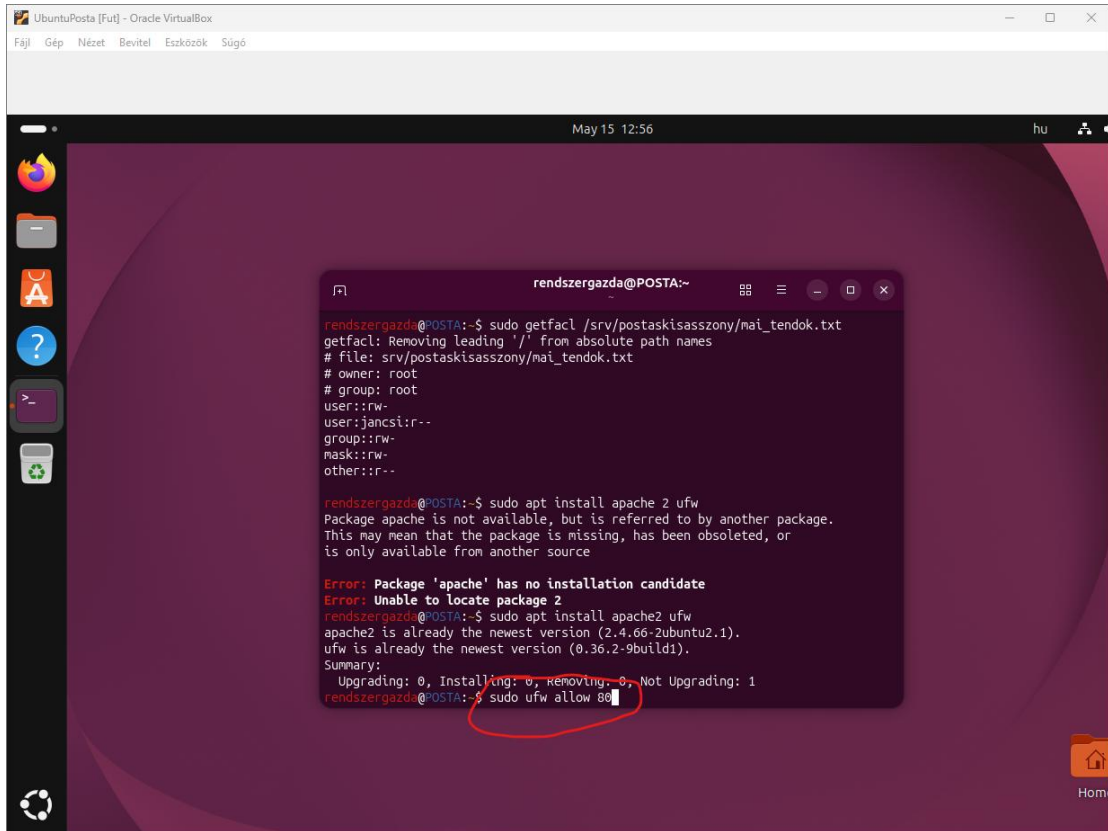 UbuntuPosta [Fut] - Oracle VirtualBox
Fájl Gép Nézet Bevitel Eszközök Súgó
May 15 12:56
hu
rendszergazda@POSTA:~
~
rendszergazda@POSTA:~$ sudo getfacl /srv/postaskisasszony/mai_tendok.txt
getfacl: Removing leading '/' from absolute path names
# file: srv/postaskisasszony/mai_tendok.txt
# owner: root
# group: root
user::rw-
user:jancsi:r--
group::rw-
mask::rw-
other::r--
rendszergazda@POSTA:~$ sudo apt install apache 2 ufw
Package apache is not available, but is referred to by another package.
This may mean that the package is missing, has been obsoleted, or
is only available from another source
Error: Package 'apache' has no installation candidate
Error: Unable to locate package 2
rendszergazda@POSTA:~$ sudo apt install apache2 ufw
apache2 is already the newest version (2.4.66-2ubuntu2.1).
ufw is already the newest version (0.36.2-9build1).
Summary:
Upgrading: 0, Installing: 0, Removing: 0, Not Upgrading: 1
rendszergazda@POSTA:~$ sudo ufw allow 80
Home